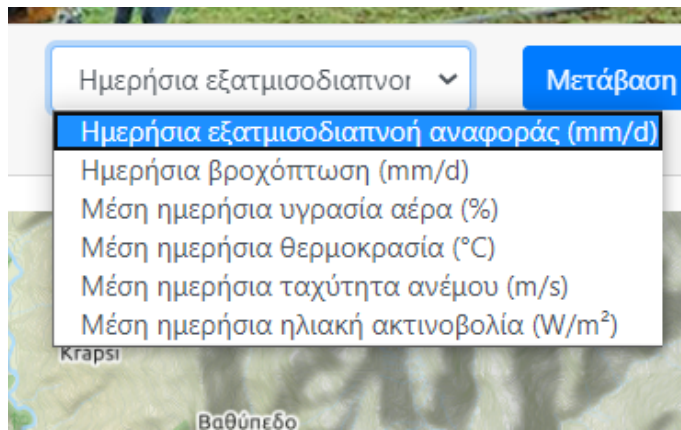 Ημερήσια εξατμισοδιαπνοι
Μετάβαση
Ημερήσια εξατμισοδιαπνοή αναφοράς (mm/d)
Ημερήσια βροχόπτωση (mm/d)
Μέση ημερήσια υγρασία αέρα (%)
Μέση ημερήσια θερμοκρασία (°C)
Μέση ημερήσια ταχύτητα ανέμου (m/s)
Μέση ημερήσια ηλιακή ακτινοβολία (W/m²)
Krapsi
Βαθύπεδο